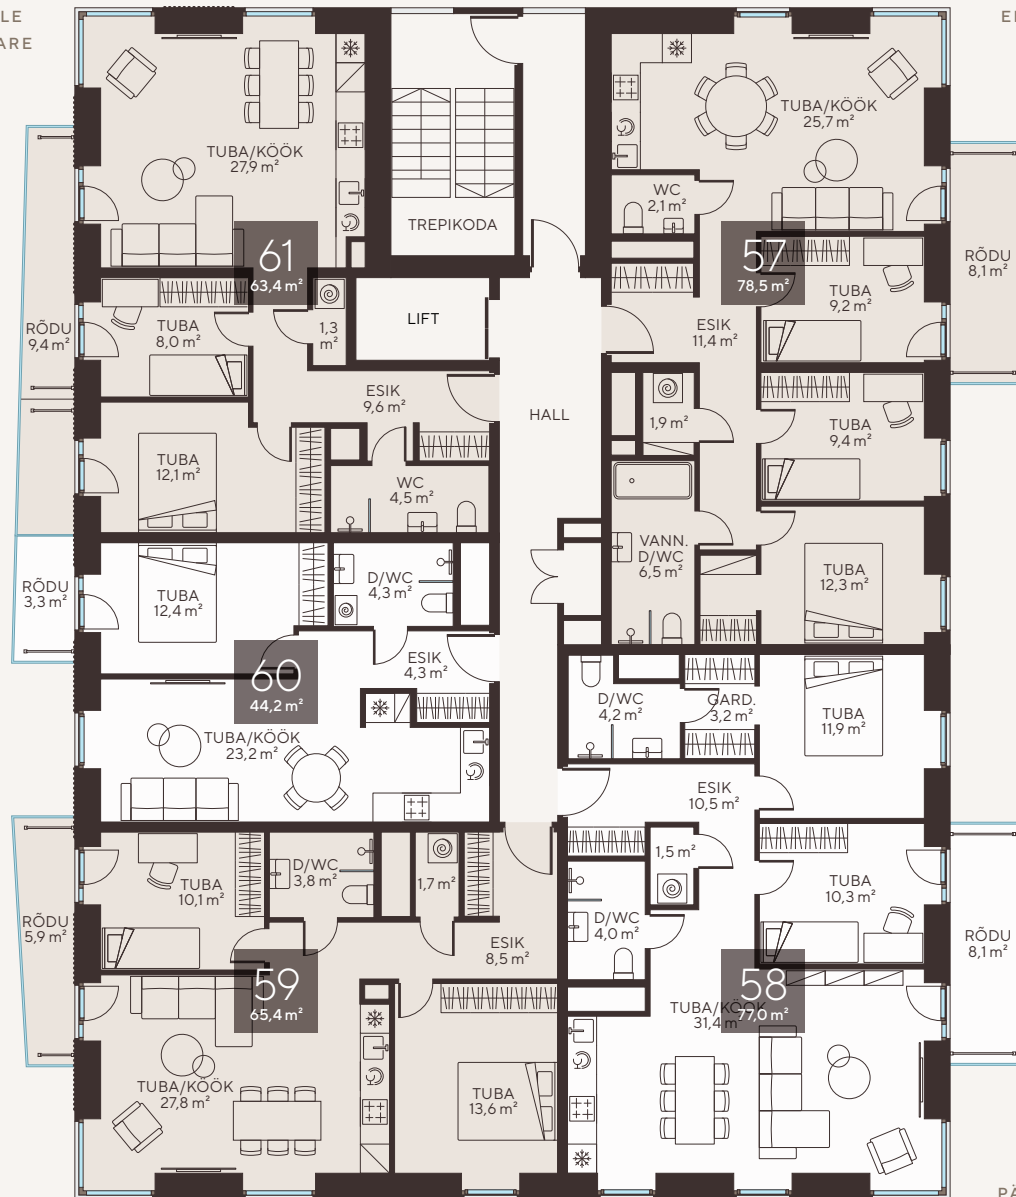 LE
ARE
TUBA/KÖÖK
27,9 m²
61
63,4 m²
RÕDU
9,4 m²
TUBA
8,0 m²
1,3
m²
ESIK
9,6 m²
TUBA
12,1 m²
WC
4,5 m²
TREPIKODA
LIFT
HALL
TUBA/KÖÖK
25,7 m²
WC
2,1 m²
57
78,5 m²
TUBA
9,2 m²
RÕDU
8,1 m²
ESIK
11,4 m²
1,9 m²
TUBA
9,4 m²
VANN.
D/WC
6,5 m²
TUBA
12,3 m²
RÕDU
3,3 m²
TUBA
12,4 m²
D/WC
4,3 m²
ESIK
4,3 m²
60
44,2 m²
TUBA/KÖÖK
23,2 m²
D/WC
4,2 m²
GARD.
3,2 m²
TUBA
11,9 m²
ESIK
10,5 m²
1,5 m²
TUBA
10,3 m²
D/WC
4,0 m²
RÕDU
8,1 m²
58
77,0 m²
TUBA/KÖÖK
31,4 m
RÕDU
5,9 m²
TUBA
10,1 m²
D/WC
3,8 m²
1,7 m²
ESIK
8,5 m²
59
65,4 m²
TUBA/KÖÖK
27,8 m²
TUBA
13,6 m²